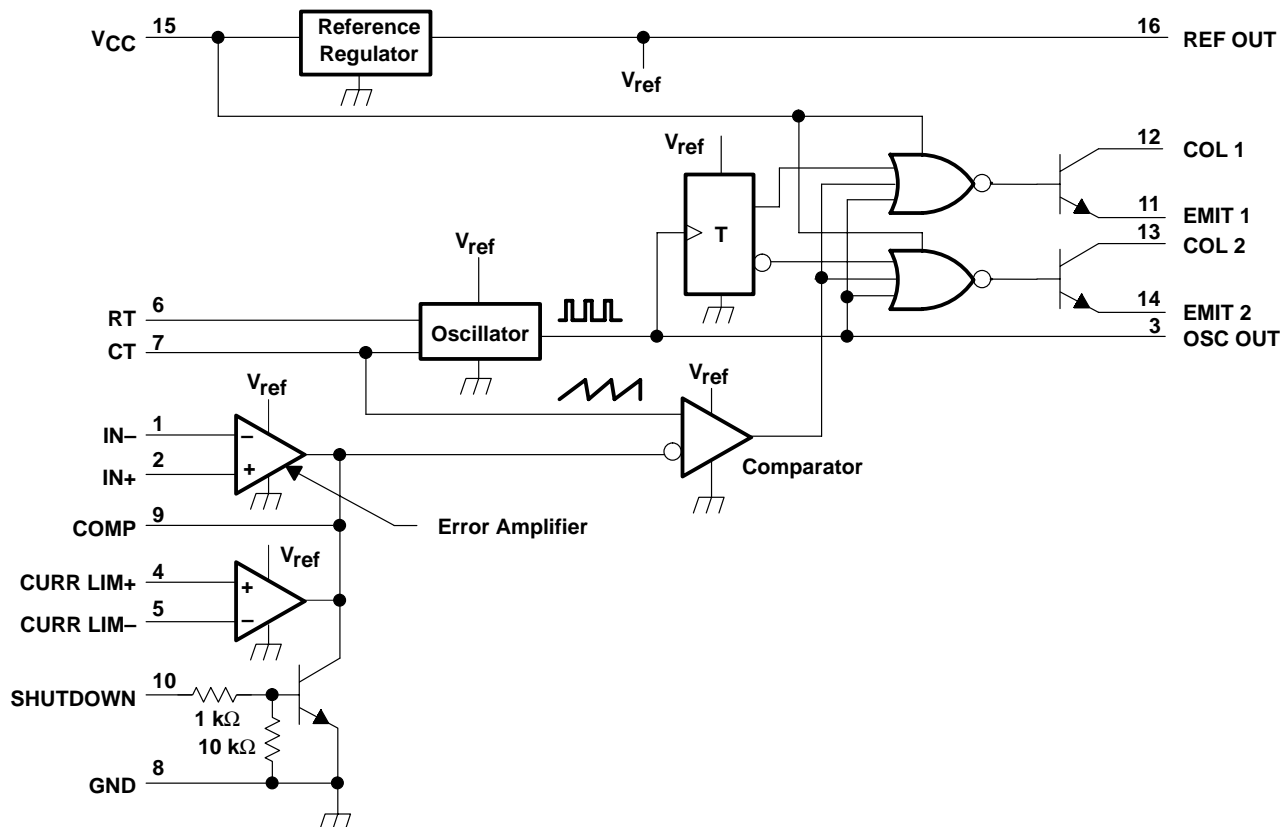 VCC 15 Reference Regulator 16 REF OUT
Vref
Vref
12 COL 1
11 EMIT 1
T
13 COL 2
Vref
14 EMIT 2
RT 6 Oscillator 3 OSC OUT
CT 7
Vref
Vref
IN– 1 –
IN+ 2 +
Comparator
COMP 9 Error Amplifier
Vref
CURR LIM+ 4 +
CURR LIM– 5 –
SHUTDOWN 10
1 kΩ
10 kΩ
GND 8